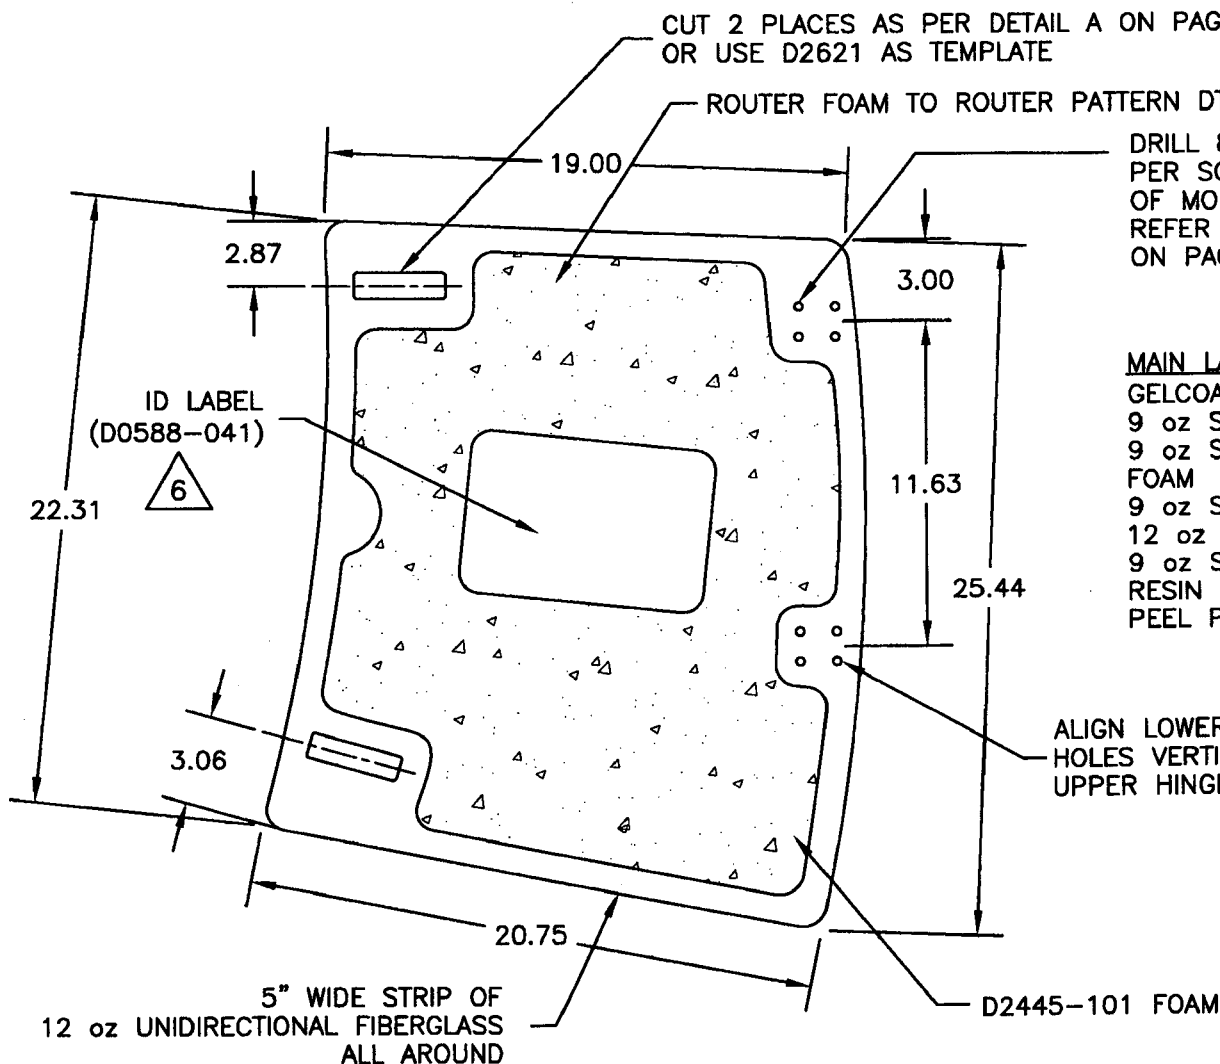 CUT 2 PLACES AS PER DETAIL A ON PAG
OR USE D2621 AS TEMPLATE
ROUTER FOAM TO ROUTER PATTERN DT
DRILL &
PER SC
OF MO
REFER
ON PAG
19.00
2.87
3.00
MAIN LA
GELCOA
9 oz S
9 oz S
FOAM
9 oz S
12 oz
9 oz S
RESIN
PEEL P
ID LABEL
(D0588-041)
6
22.31
11.63
25.44
3.06
ALIGN LOWER
HOLES VERTI
UPPER HING
20.75
5" WIDE STRIP OF
12 oz UNIDIRECTIONAL FIBERGLASS
ALL AROUND
D2445-101 FOAM